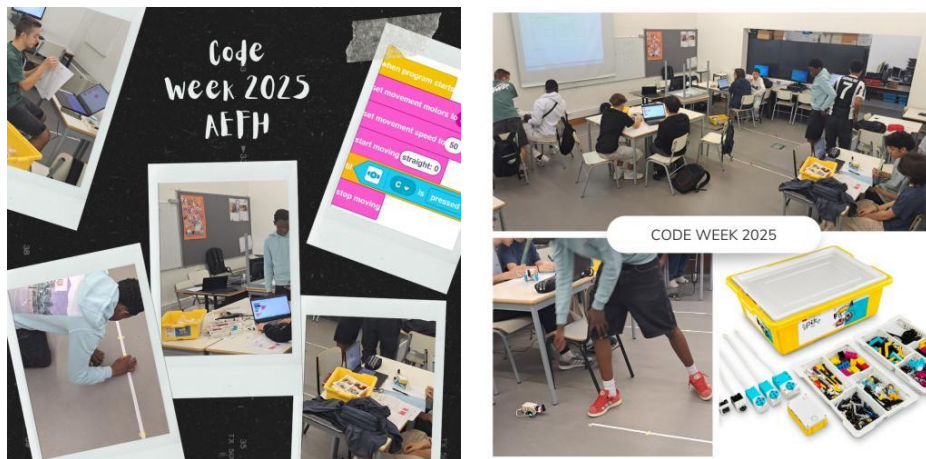 Code
Week 2025
AEFH
when program starts
set movement motors to
set movement speed to 50
start moving straight: 0
C is pressed
stop moving
CODE WEEK 2025
7